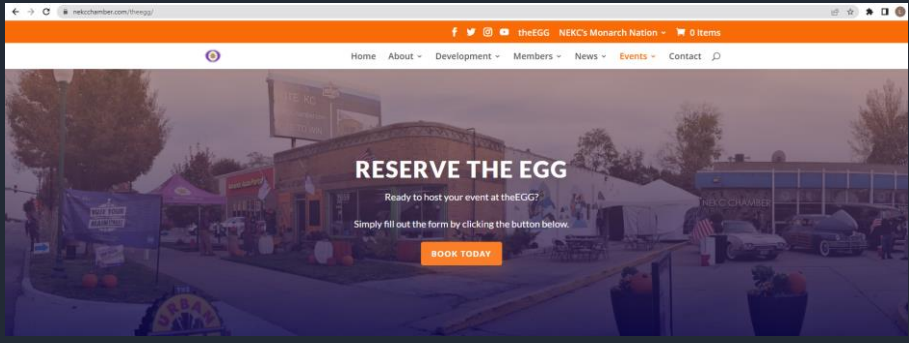 nekcchamber.com/theegg/
theEGG NEKC's Monarch Nation 0 Items
Home About Development Members News Events Contact
RESERVE THE EGG
Ready to host your event at theEGG?
Simply fill out the form by clicking the button below.
BOOK TODAY
NEKC CHAMBER
THE
URBANE